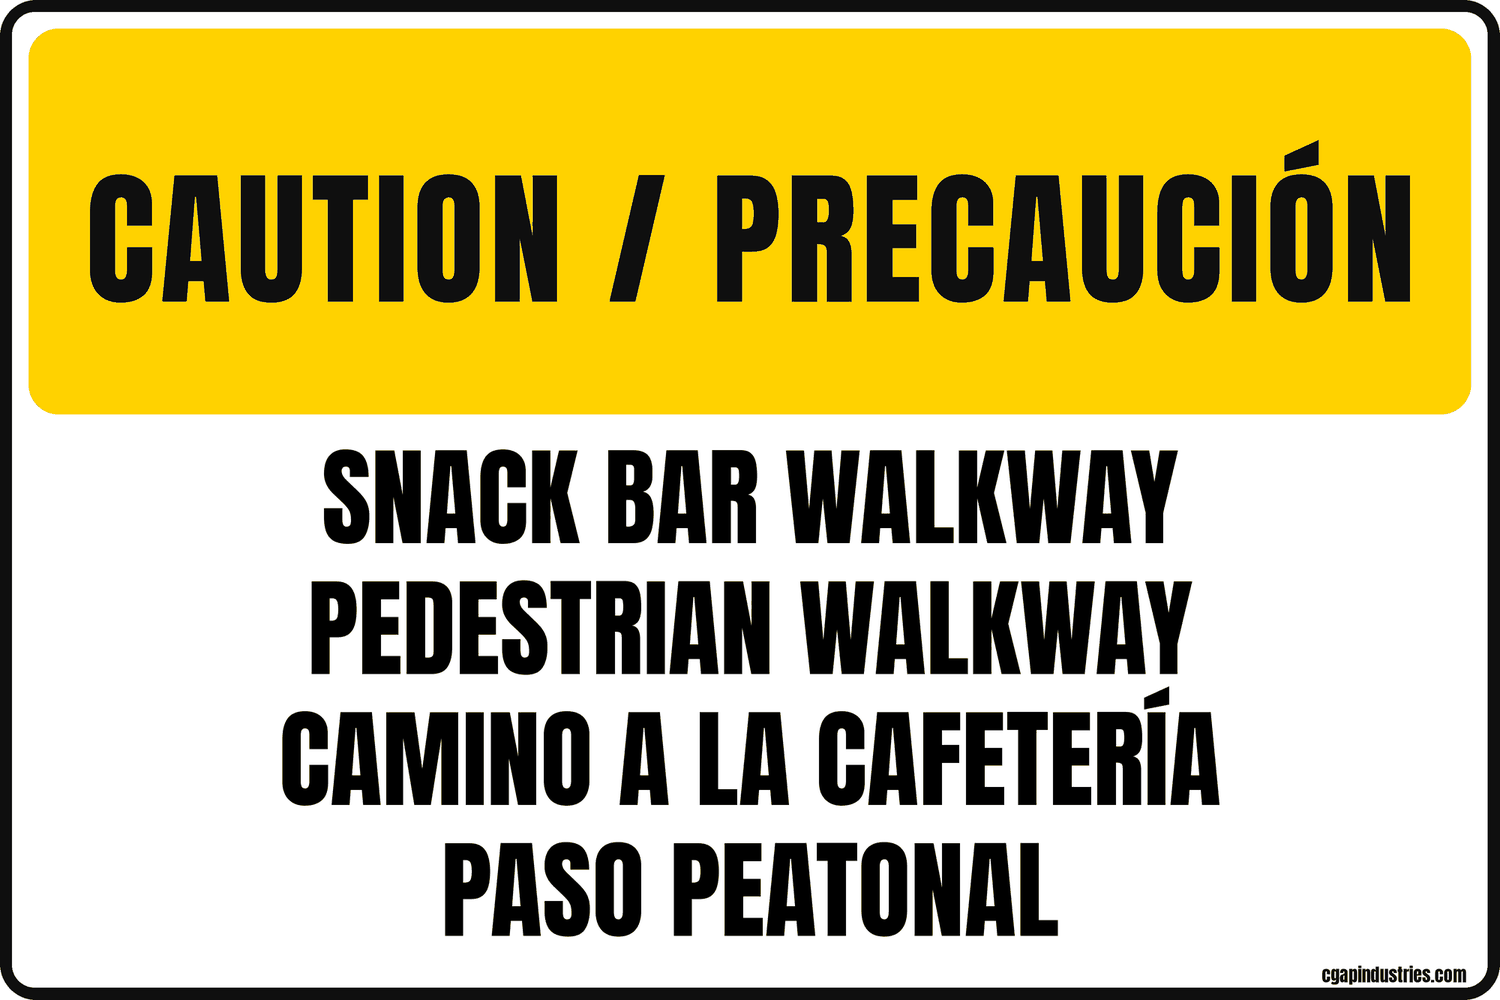 CAUTION / PRECAUCIÓN
SNACK BAR WALKWAY
PEDESTRIAN WALKWAY
CAMINO A LA CAFETERÍA
PASO PEATONAL
cgapindustries.com